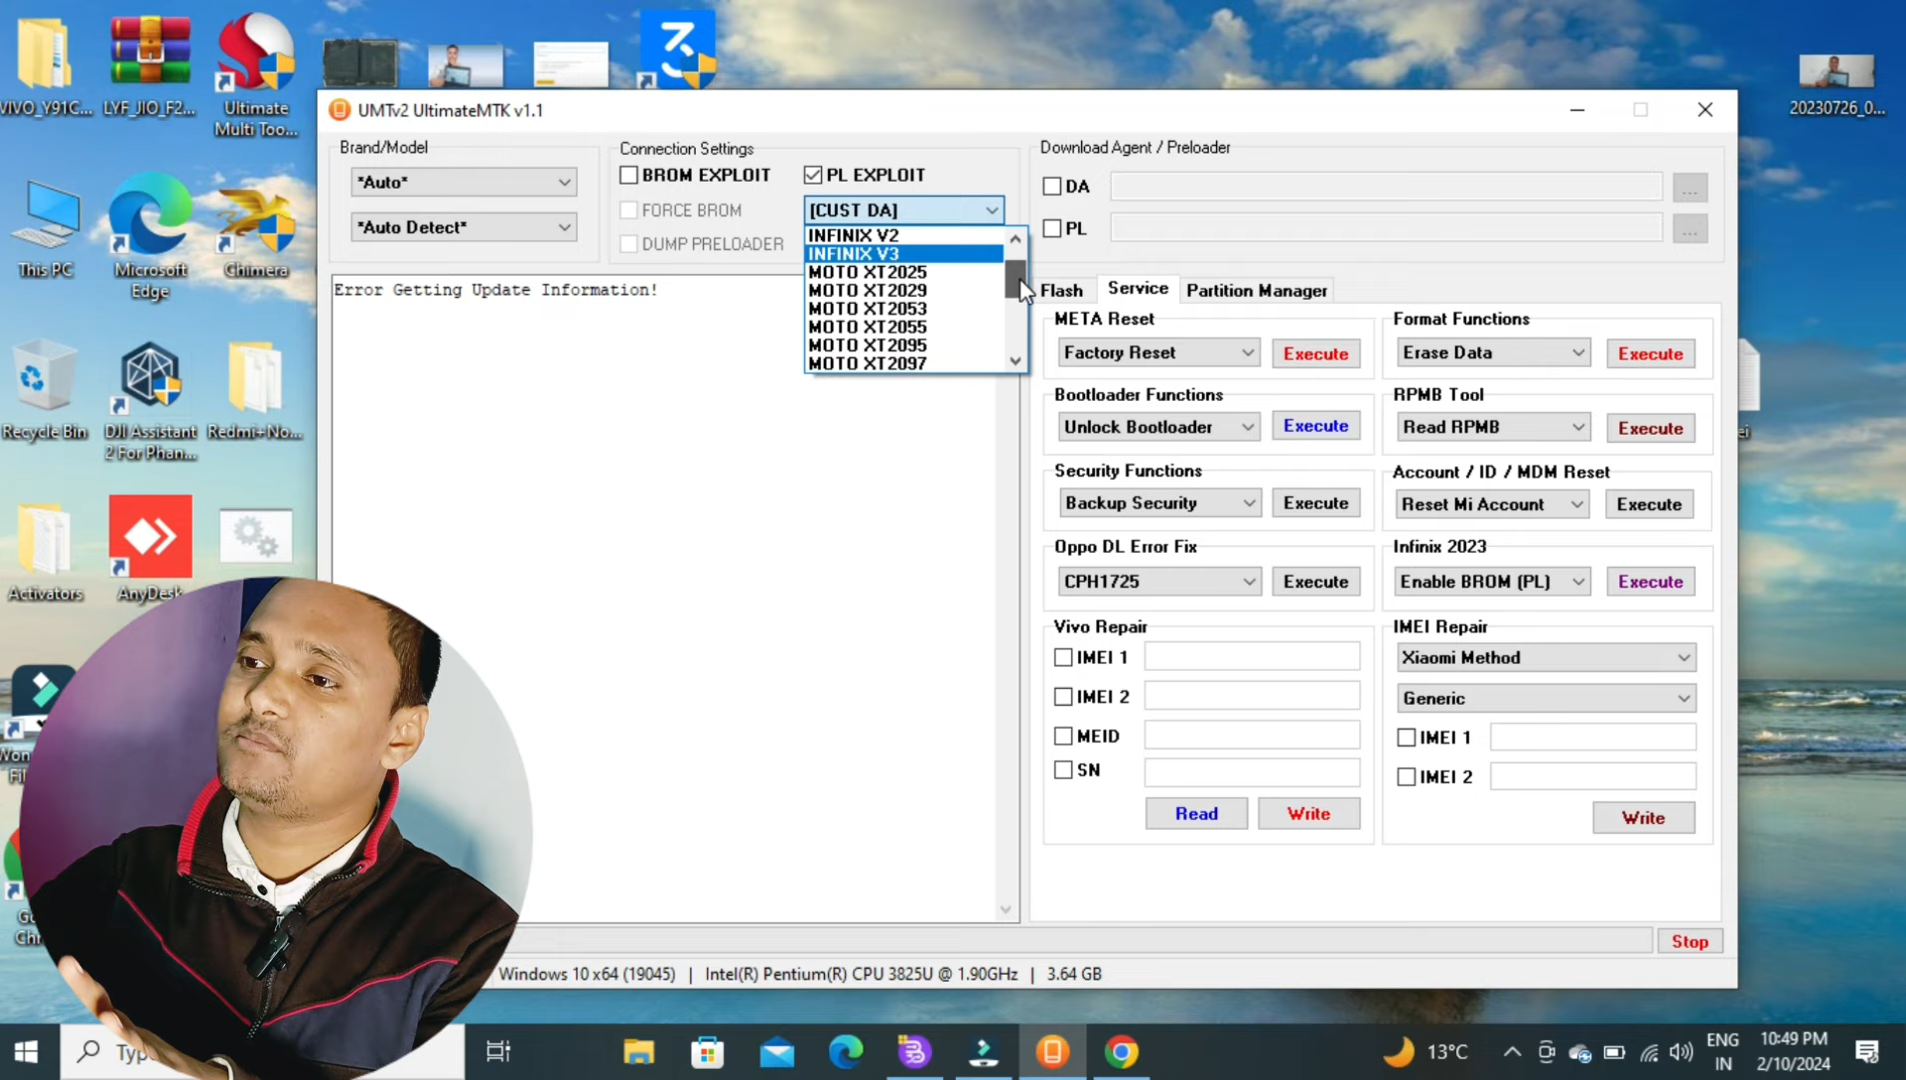 VIVO_Y91C...
LYF_JIO_F2...
Ultimate
Multi Too...
20230726_0...
This PC
Microsoft
Edge
Chimera
Recycle Bin
DJI Assistant
2 For Phan...
Redmi+No...
Activators
AnyDesk
UMTv2 UltimateMTK v1.1
Brand/Model
*Auto*
*Auto Detect*
Connection Settings
BROM EXPLOIT
PL EXPLOIT
FORCE BROM
[CUST DA]
DUMP PRELOADER
INFINIX V2
INFINIX V3
MOTO XT2025
MOTO XT2029
MOTO XT2053
MOTO XT2055
MOTO XT2095
MOTO XT2097
Download Agent / Preloader
DA
...
PL
...
Error Getting Update Information!
Flash
Service
Partition Manager
META Reset
Factory Reset
Execute
Format Functions
Erase Data
Execute
Bootloader Functions
Unlock Bootloader
Execute
RPMB Tool
Read RPMB
Execute
Security Functions
Backup Security
Execute
Account / ID / MDM Reset
Reset Mi Account
Execute
Oppo DL Error Fix
CPH1725
Execute
Infinix 2023
Enable BROM (PL)
Execute
Vivo Repair
IMEI 1
IMEI 2
MEID
SN
Read
Write
IMEI Repair
Xiaomi Method
Generic
IMEI 1
IMEI 2
Write
Stop
Windows 10 x64 (19045) | Intel(R) Pentium(R) CPU 3825U @ 1.90GHz | 3.64 GB
13°C
ENG
IN
10:49 PM
2/10/2024